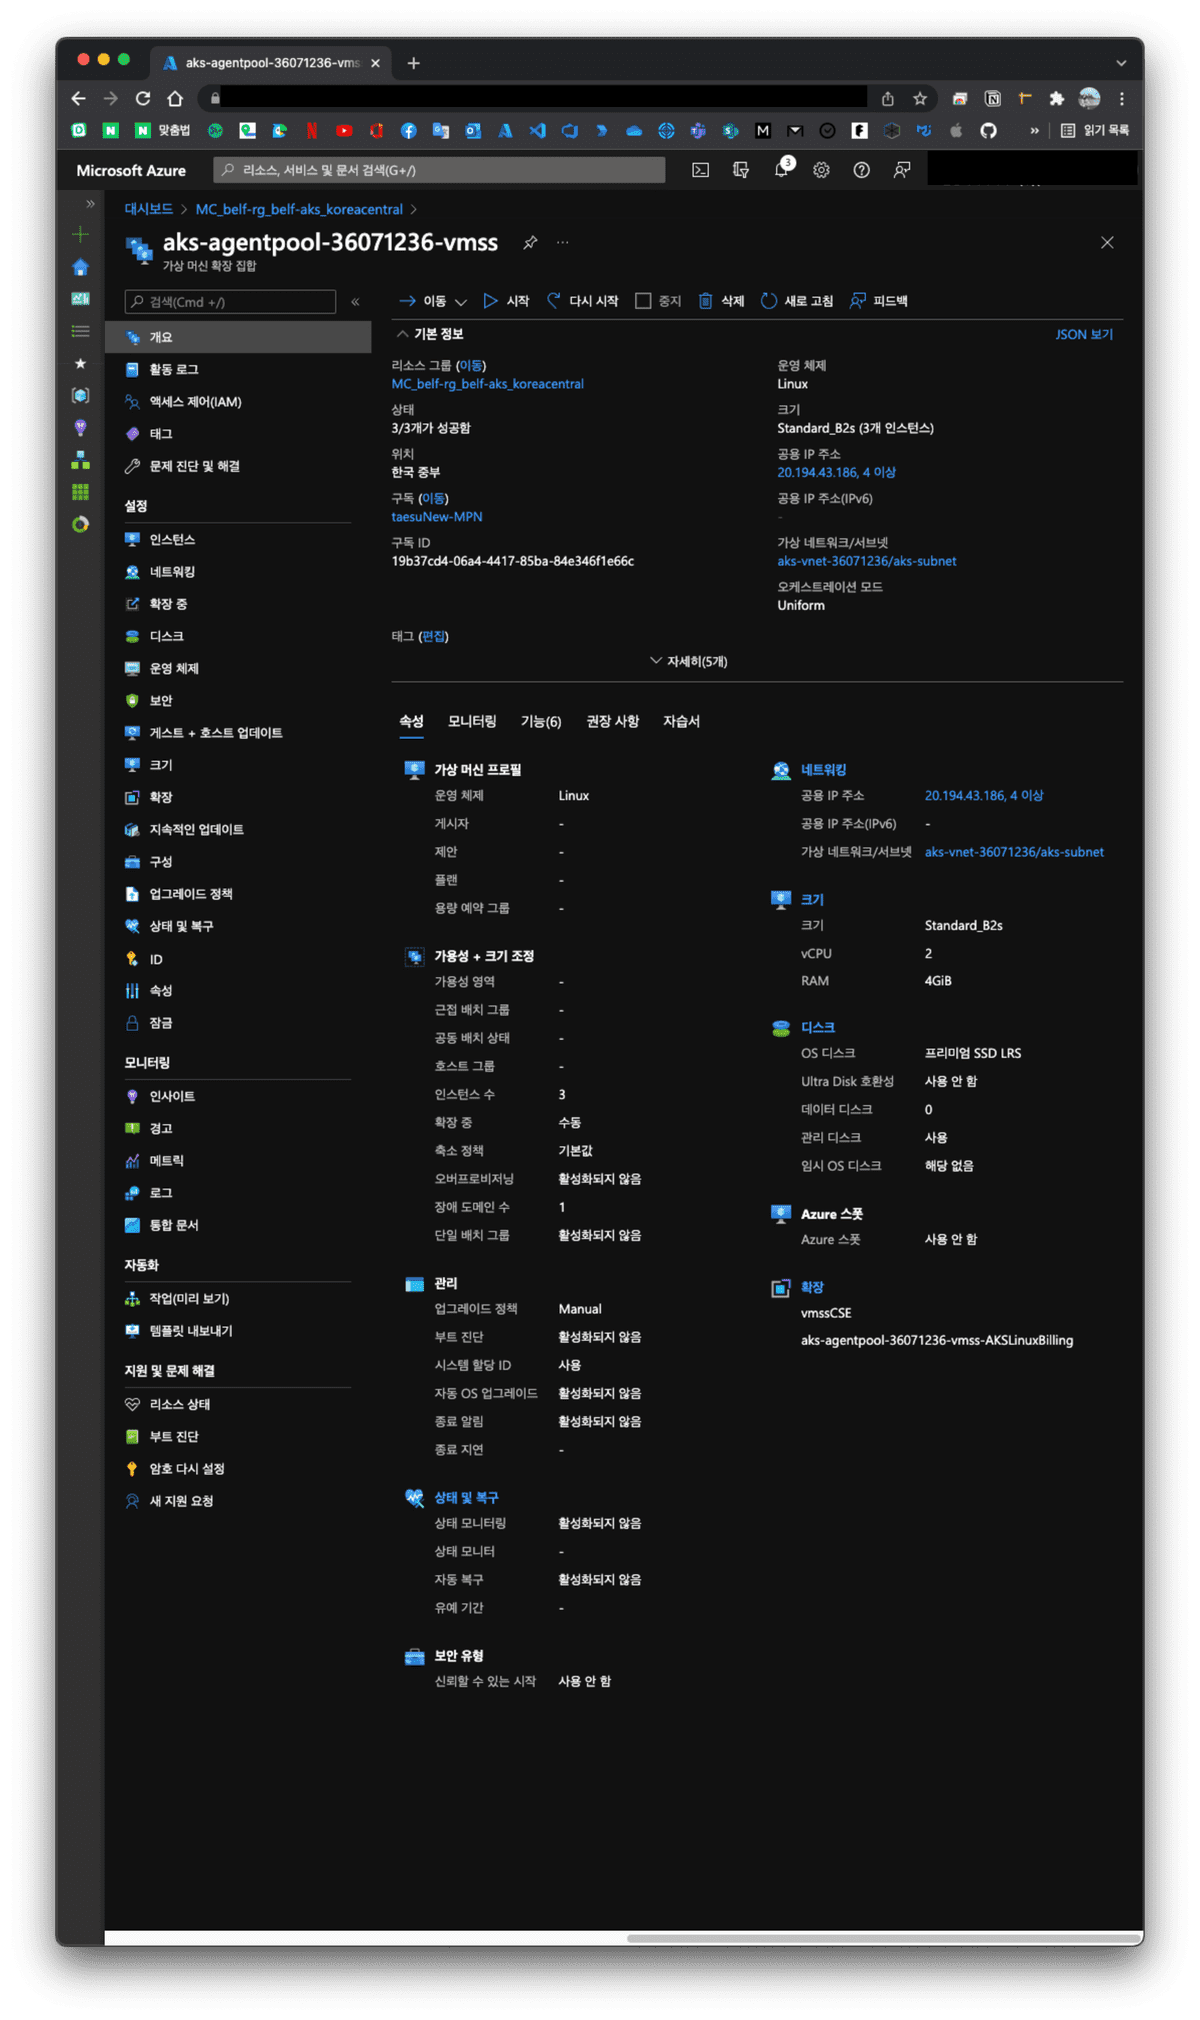 aks-agentpool-36071236-vms
맞춤법
읽기 목록
Microsoft Azure
리소스, 서비스 및 문서 검색(G+/)
3
대시보드 > MC_belf-rg_belf-aks_koreacentral >
aks-agentpool-36071236-vmss
가상 머신 확장 집합
검색(Cmd +/)
이동
시작
다시 시작
중지
삭제
새로 고침
피드백
개요
활동 로그
액세스 제어(IAM)
태그
문제 진단 및 해결
설정
인스턴스
네트워킹
확장 중
디스크
운영 체제
보안
게스트 + 호스트 업데이트
크기
확장
지속적인 업데이트
구성
업그레이드 정책
상태 및 복구
ID
속성
잠금
모니터링
인사이트
경고
메트릭
로그
통합 문서
자동화
작업(미리 보기)
템플릿 내보내기
지원 및 문제 해결
리소스 상태
부트 진단
암호 다시 설정
새 지원 요청
기본 정보
JSON 보기
리소스 그룹 (이동)
MC_belf-rg_belf-aks_koreacentral
상태
3/3개가 성공함
위치
한국 중부
구독 (이동)
taesuNew-MPN
구독 ID
19b37cd4-06a4-4417-85ba-84e346f1e66c
운영 체제
Linux
크기
Standard_B2s (3개 인스턴스)
공용 IP 주소
20.194.43.186, 4 이상
공용 IP 주소(IPv6)
-
가상 네트워크/서브넷
aks-vnet-36071236/aks-subnet
오케스트레이션 모드
Uniform
태그 (편집)
자세히(5개)
속성
모니터링
기능(6)
권장 사항
자습서
가상 머신 프로필
운영 체제 Linux
게시자 -
제안 -
플랜 -
용량 예약 그룹 -
가용성 + 크기 조정
가용성 영역 -
근접 배치 그룹 -
공동 배치 상태 -
호스트 그룹 -
인스턴스 수 3
확장 중 수동
축소 정책 기본값
오버프로비저닝 활성화되지 않음
장애 도메인 수 1
단일 배치 그룹 활성화되지 않음
관리
업그레이드 정책 Manual
부트 진단 활성화되지 않음
시스템 할당 ID 사용
자동 OS 업그레이드 활성화되지 않음
종료 알림 활성화되지 않음
종료 지연 -
상태 및 복구
상태 모니터링 활성화되지 않음
상태 모니터 -
자동 복구 활성화되지 않음
유예 기간 -
보안 유형
신뢰할 수 있는 시작 사용 안 함
네트워킹
공용 IP 주소 20.194.43.186, 4 이상
공용 IP 주소(IPv6) -
가상 네트워크/서브넷 aks-vnet-36071236/aks-subnet
크기
크기 Standard_B2s
vCPU 2
RAM 4GiB
디스크
OS 디스크 프리미엄 SSD LRS
Ultra Disk 호환성 사용 안 함
데이터 디스크 0
관리 디스크 사용
임시 OS 디스크 해당 없음
Azure 스폿
Azure 스폿 사용 안 함
확장
vmssCSE
aks-agentpool-36071236-vmss-AKSLinuxBilling